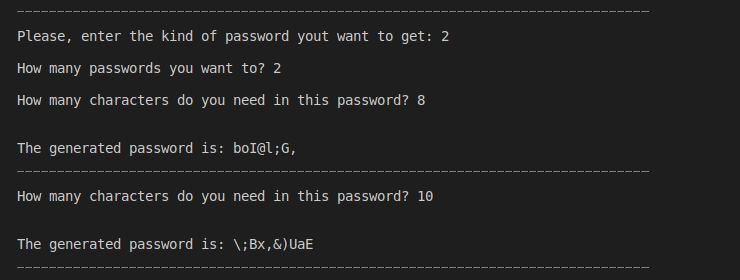 Please, enter the kind of password yout want to get: 2
How many passwords you want to? 2
How many characters do you need in this password? 8
The generated password is: boI@l;G,
How many characters do you need in this password? 10
The generated password is: \;Bx,&)UaE